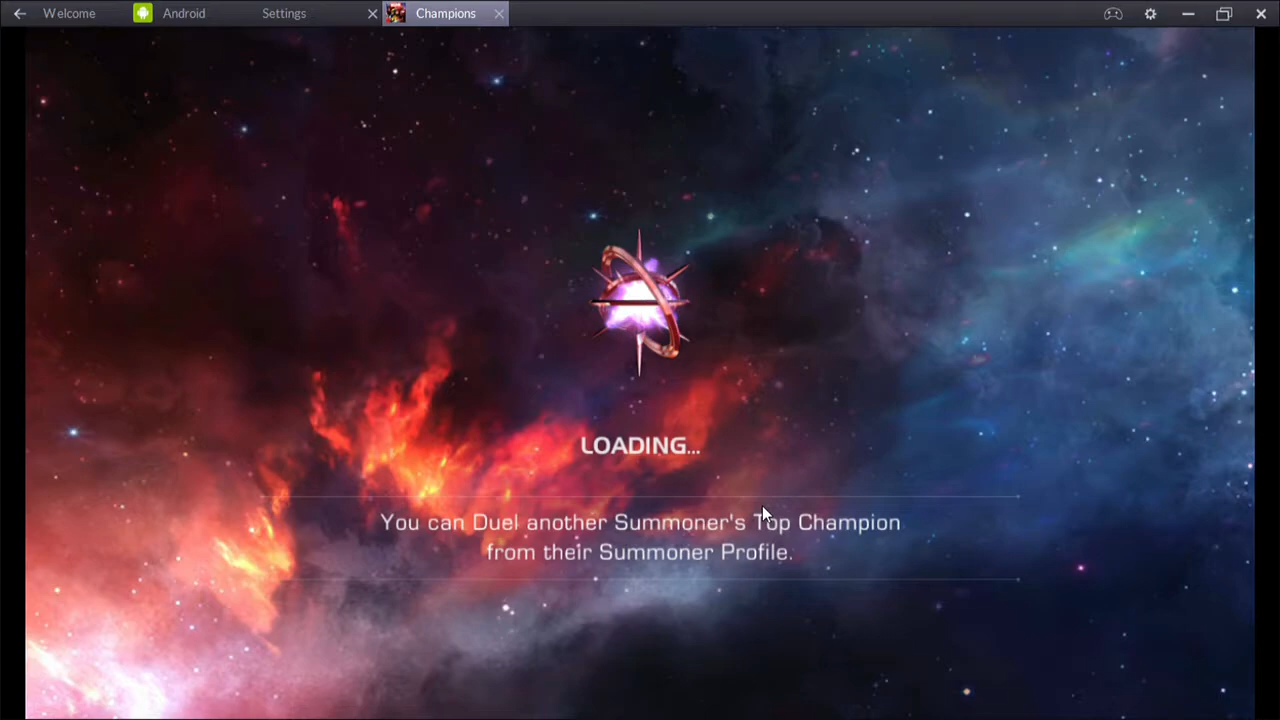 Welcome Android Settings Champions
LOADING...
You can Duel another Summoner's Top Champion
from their Summoner Profile.